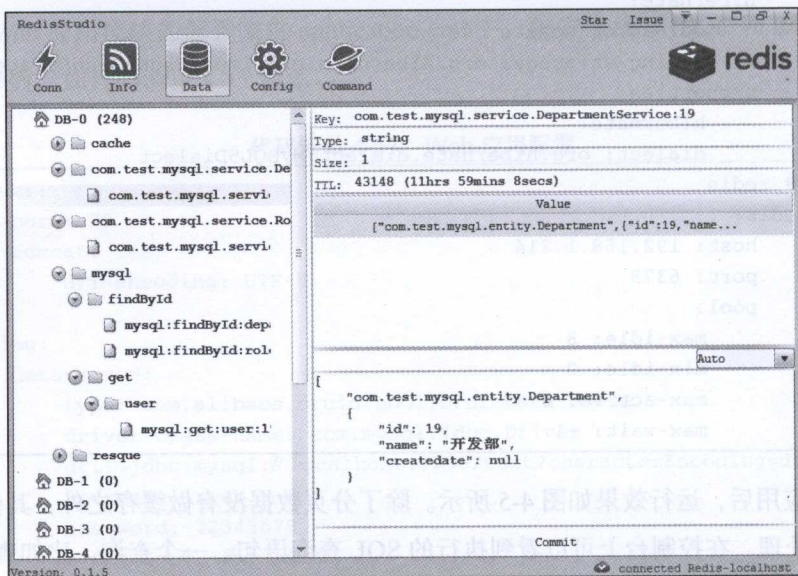 RedisStudio
Star Issue
Conn Info Data Config Command
redis
DB-0 (248)
cache
com.test.mysql.service.De
com.test.mysql.servi
com.test.mysql.service.Ro
com.test.mysql.servi
mysql
findById
mysql:findById:dep
mysql:findById:rol
get
user
mysql:get:user:1
resque
DB-1 (0)
DB-2 (0)
DB-3 (0)
DB-4 (0)
Version: 0.1.5
Key: com.test.mysql.service.DepartmentService:19
Type: string
Size: 1
TTL: 43148 (11hrs 59mins 8secs)
Value
["com.test.mysql.entity.Department",{"id":19,"name...
Auto
[
"com.test.mysql.entity.Department",
{
"id": 19,
"name": "开发部",
"createdate": null
}
]
Commit
connected Redis-localhost